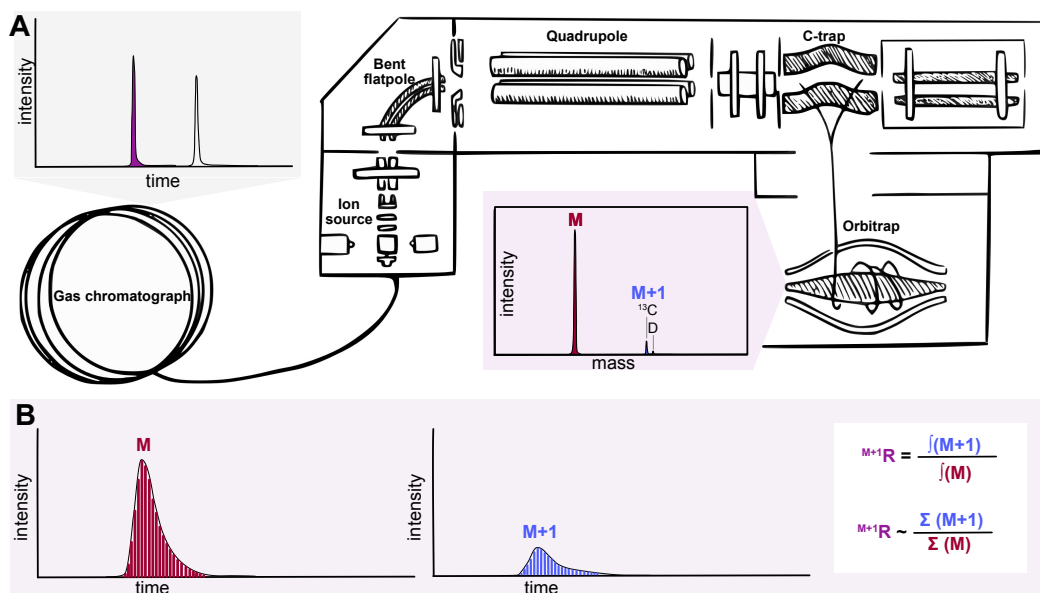 A
intensity
time
Gas chromatograph
Bent
flatpole
Ion
source
Quadrupole
C-trap
Orbitrap
intensity
M
M+1
¹³C
D
mass
B
intensity
M
time
intensity
M+1
time
ᴹ⁺¹R = ∫(M+1)
∫(M)
ᴹ⁺¹R ~ Σ (M+1)
Σ (M)